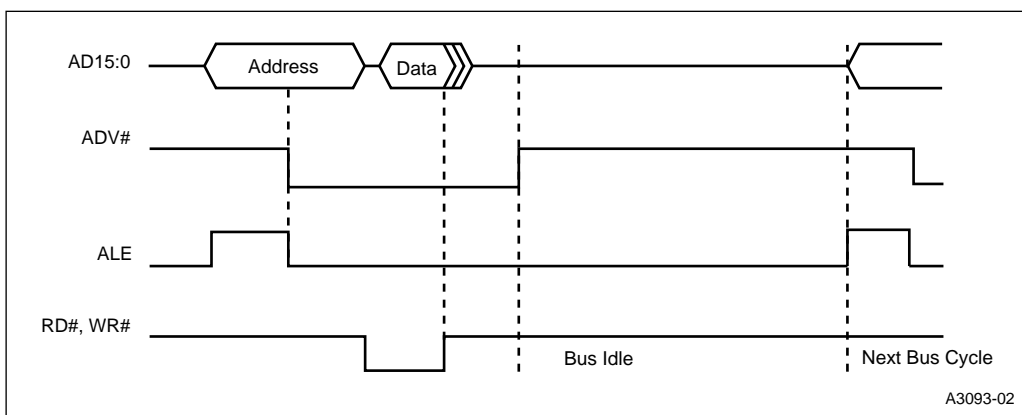 AD15:0
Address
Data
ADV#
ALE
RD#, WR#
Bus Idle
Next Bus Cycle
A3093-02